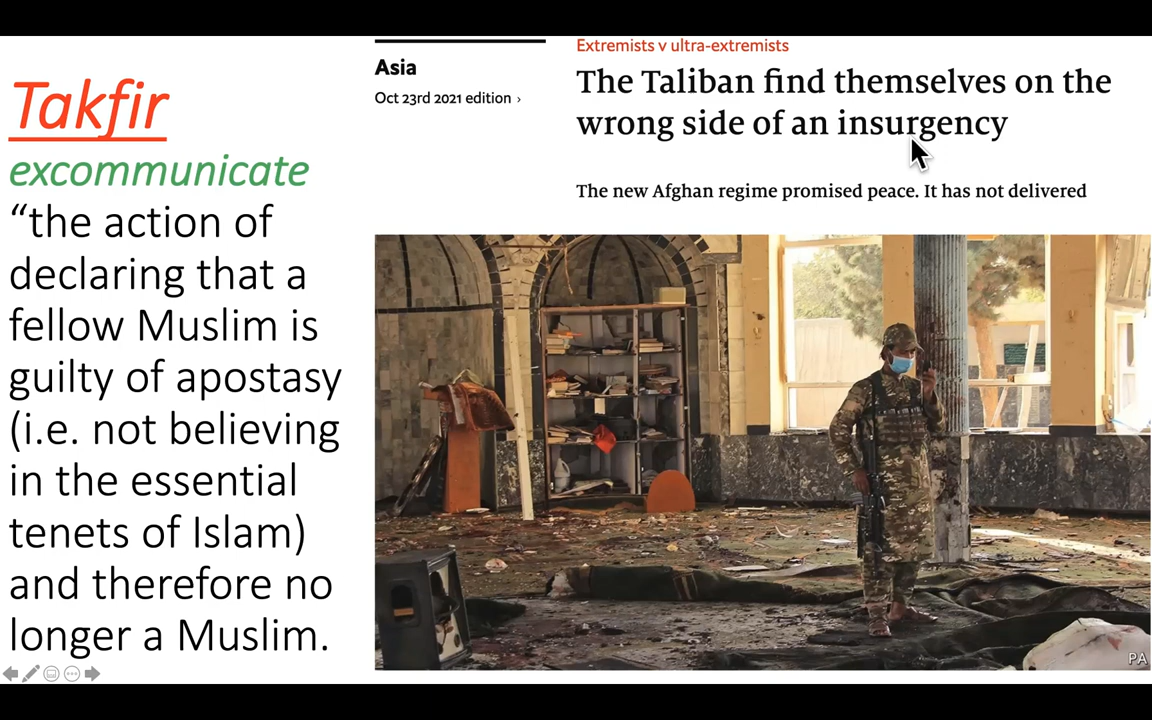 Takfir
excommunicate
“the action of
declaring that a
fellow Muslim is
guilty of apostasy
(i.e. not believing
in the essential
tenets of Islam)
and therefore no
longer a Muslim.
Asia
Oct 23rd 2021 edition ›
Extremists v ultra-extremists
The Taliban find themselves on the
wrong side of an insurgency
The new Afghan regime promised peace. It has not delivered
PA